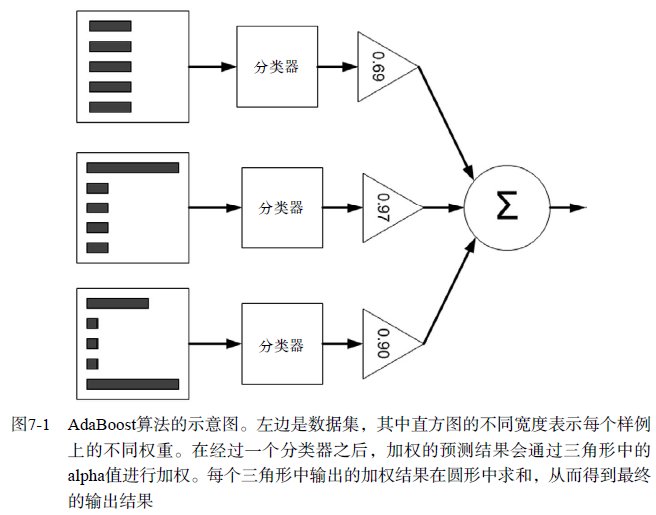 分类器
0.69
分类器
0.97
Σ
分类器
0.90
图7-1 AdaBoost算法的示意图。左边是数据集，其中直方图的不同宽度表示每个样例
上的不同权重。在经过一个分类器之后，加权的预测结果会通过三角形中的
alpha值进行加权。每个三角形中输出的加权结果在圆形中求和，从而得到最终
的输出结果